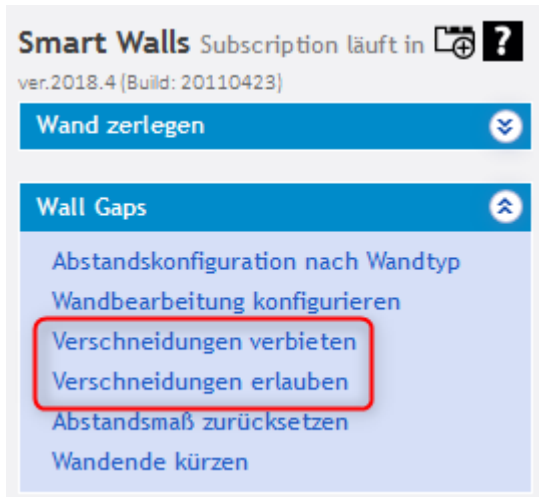 Smart Walls Subscription läuft in ?
ver.2018.4 (Build: 20110423)
Wand zerlegen
Wall Gaps
Abstandskonfiguration nach Wandtyp
Wandbearbeitung konfigurieren
Verschneidungen verbieten
Verschneidungen erlauben
Abstandsmaß zurücksetzen
Wandende kürzen